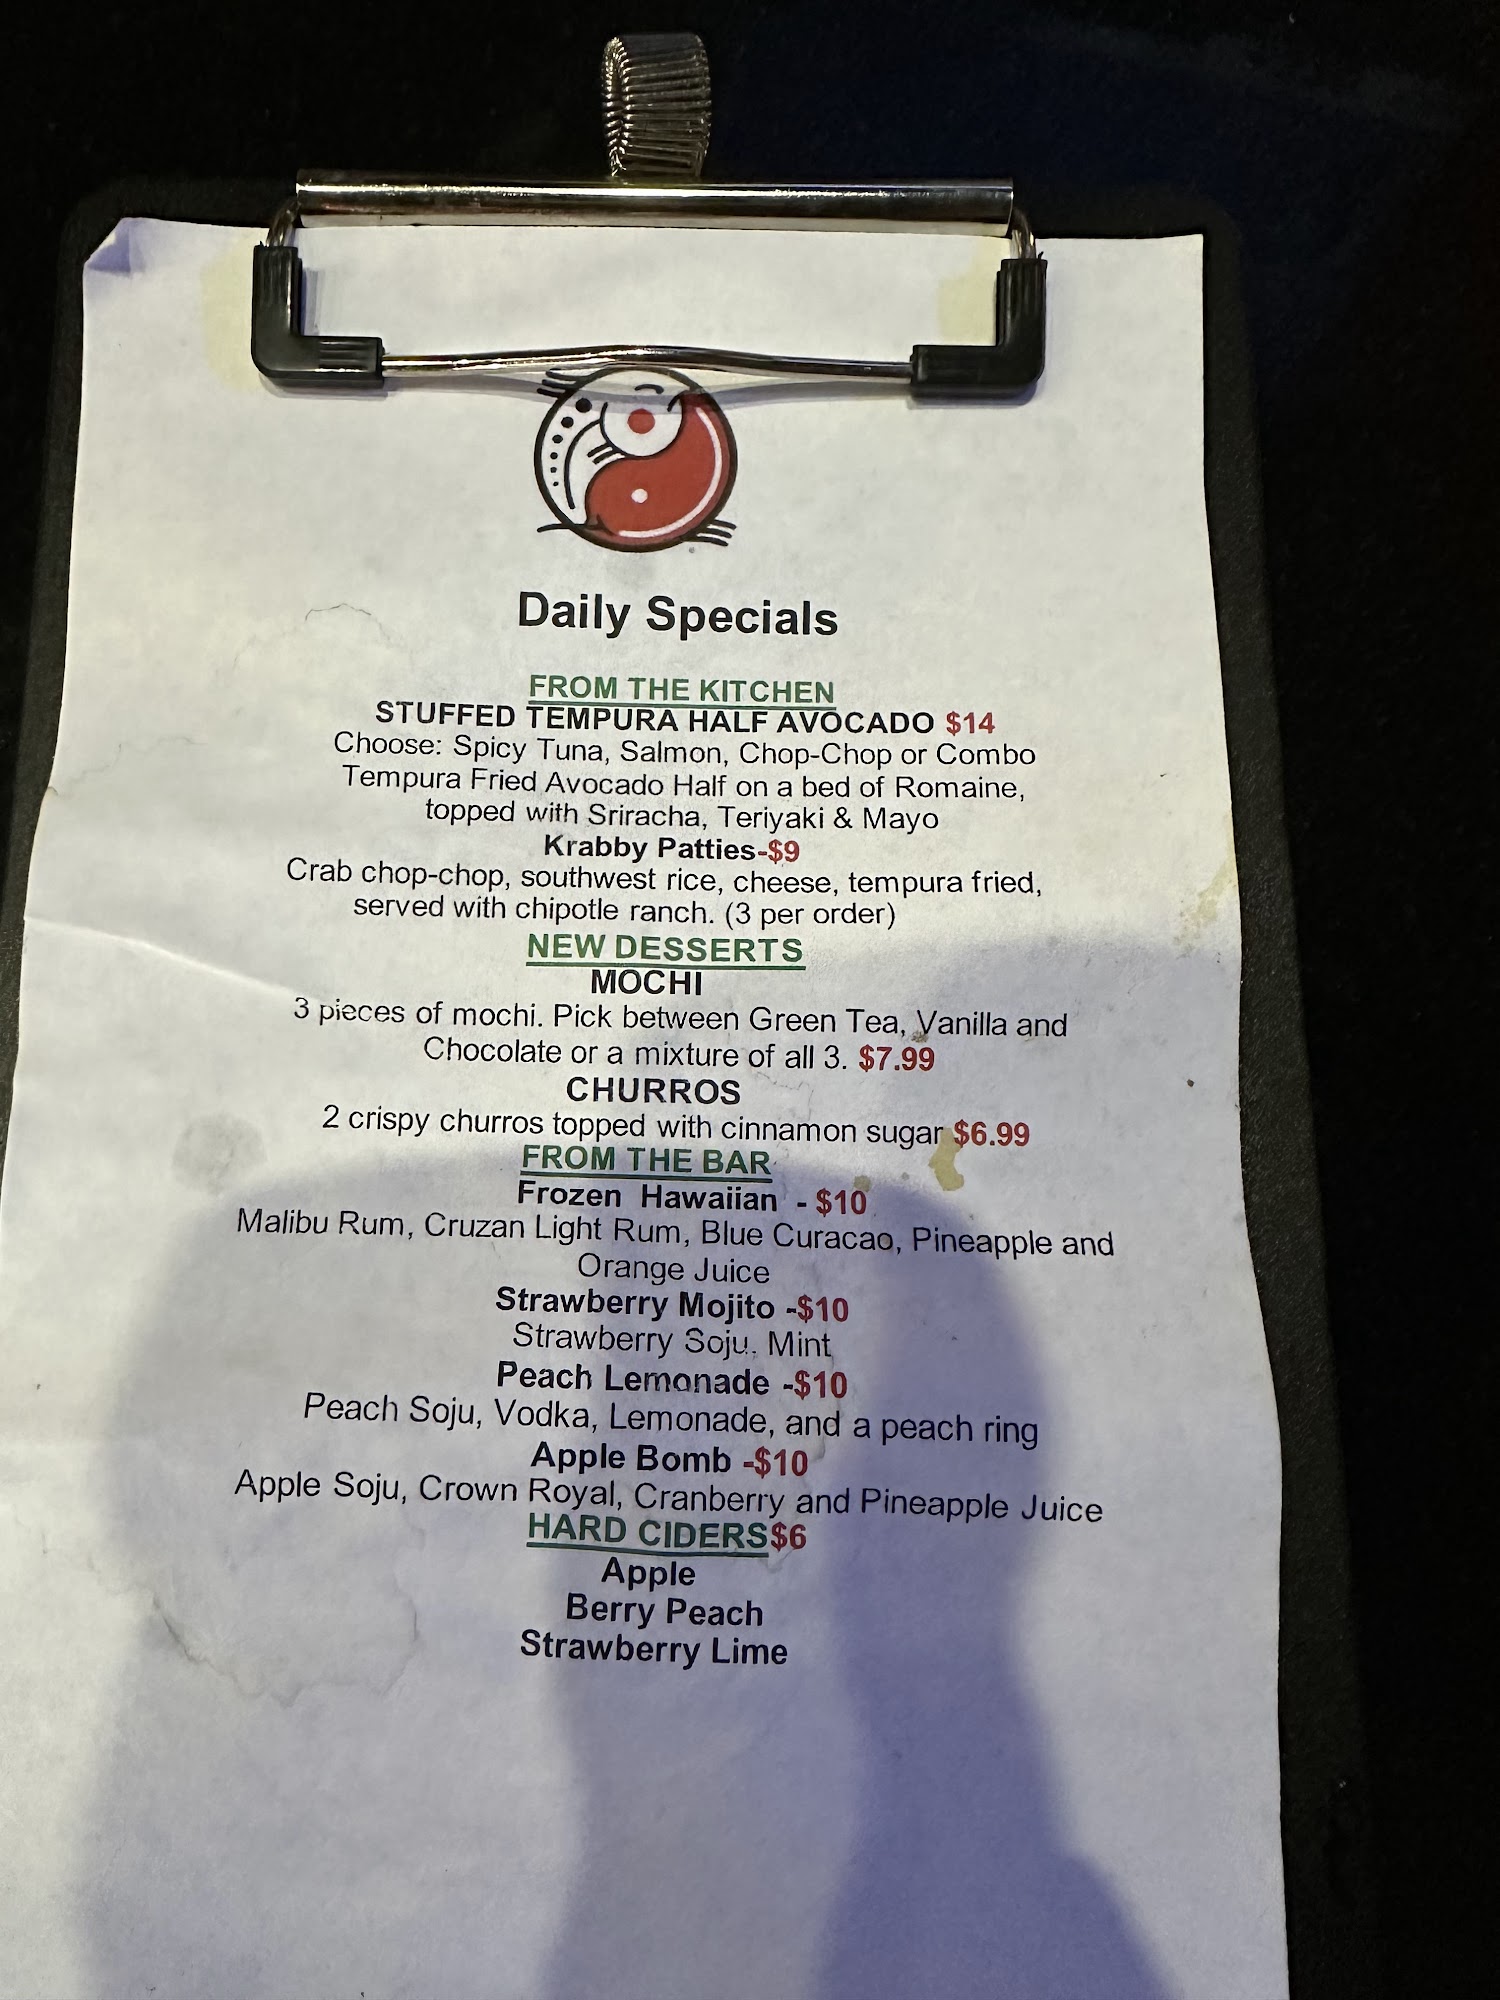 Daily Specials
FROM THE KITCHEN
STUFFED TEMPURA HALF AVOCADO $14
Choose: Spicy Tuna, Salmon, Chop-Chop or Combo
Tempura Fried Avocado Half on a bed of Romaine,
topped with Sriracha, Teriyaki & Mayo
Krabby Patties-$9
Crab chop-chop, southwest rice, cheese, tempura fried,
served with chipotle ranch. (3 per order)
NEW DESSERTS
MOCHI
3 pieces of mochi. Pick between Green Tea, Vanilla and
Chocolate or a mixture of all 3. $7.99
CHURROS
2 crispy churros topped with cinnamon sugar $6.99
FROM THE BAR
Frozen Hawaiian - $10
Malibu Rum, Cruzan Light Rum, Blue Curacao, Pineapple and
Orange Juice
Strawberry Mojito -$10
Strawberry Soju, Mint
Peach Lemonade -$10
Peach Soju, Vodka, Lemonade, and a peach ring
Apple Bomb -$10
Apple Soju, Crown Royal, Cranberry and Pineapple Juice
HARD CIDERS$6
Apple
Berry Peach
Strawberry Lime